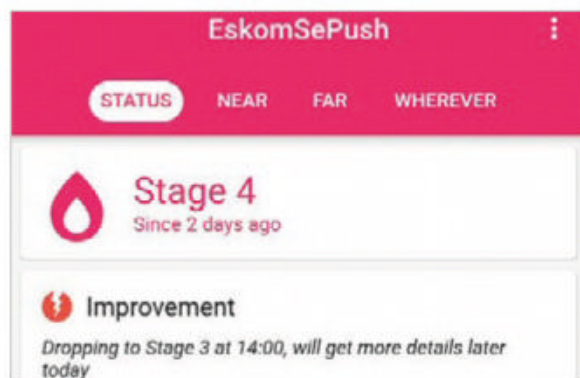 EskomSePush
STATUS NEAR FAR WHEREVER
Stage 4
Since 2 days ago
Improvement
Dropping to Stage 3 at 14:00, will get more details later
today